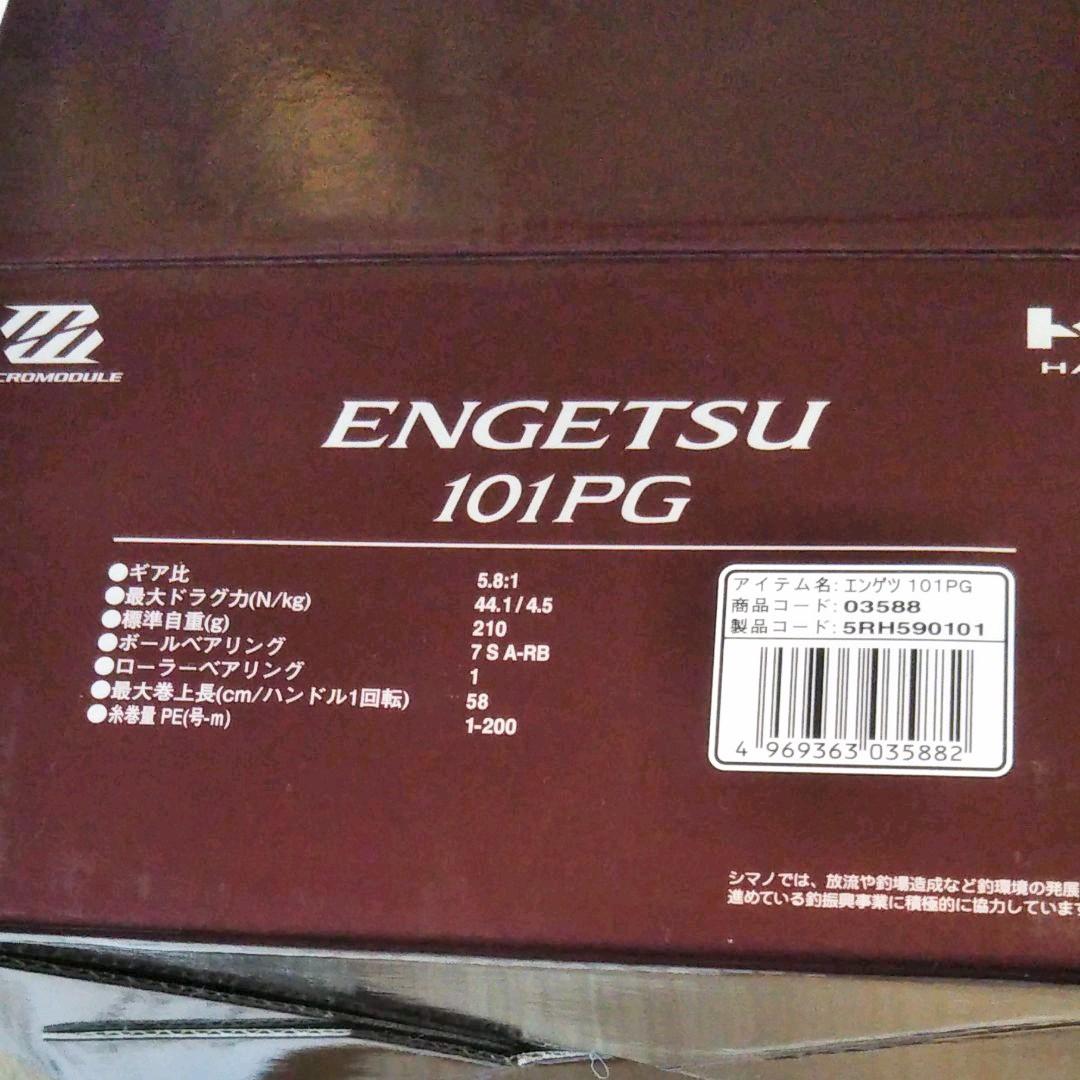 CROMODULE
HA
ENGETSU
101PG
●ギア比 5.8:1
●最大ドラグ力(N/kg) 44.1/4.5
●標準自重(g) 210
●ボールベアリング 7 S A-RB
●ローラーベアリング 1
●最大巻上長(cm/ハンドル1回転) 58
●糸巻量 PE(号-m) 1-200
アイテム名: エンゲツ 101PG
商品コード: 03588
製品コード: 5RH590101
4 969363 035882
シマノでは、放流や釣場造成など釣環境の発展
進めている釣振興事業に積極的に協力しています